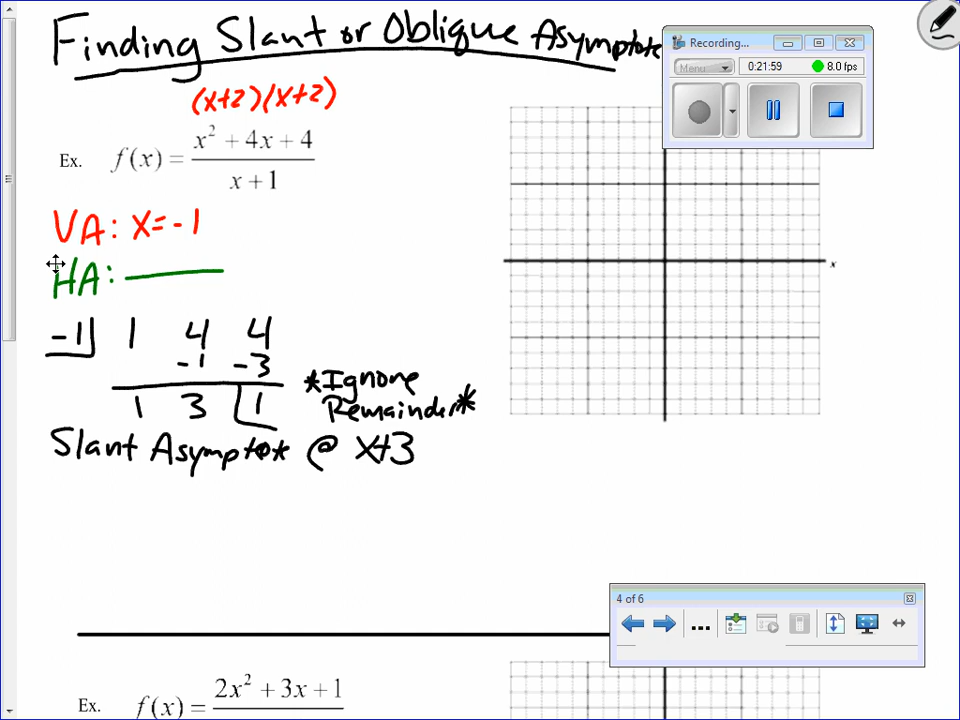 Finding Slant or Oblique Asymptote
Recording...
Menu
0:21:59
8.0 fps
(x+2)(x+2)
Ex. f(x) = x² + 4x + 4 / x + 1
VA: x=-1
HA: ―
x
-1 1 4 4
-1 -3
1 3 1
*Ignore
Remainder*
Slant Asymptot @ x+3
4 of 6
...
Ex. f(x) = 2x² + 3x + 1